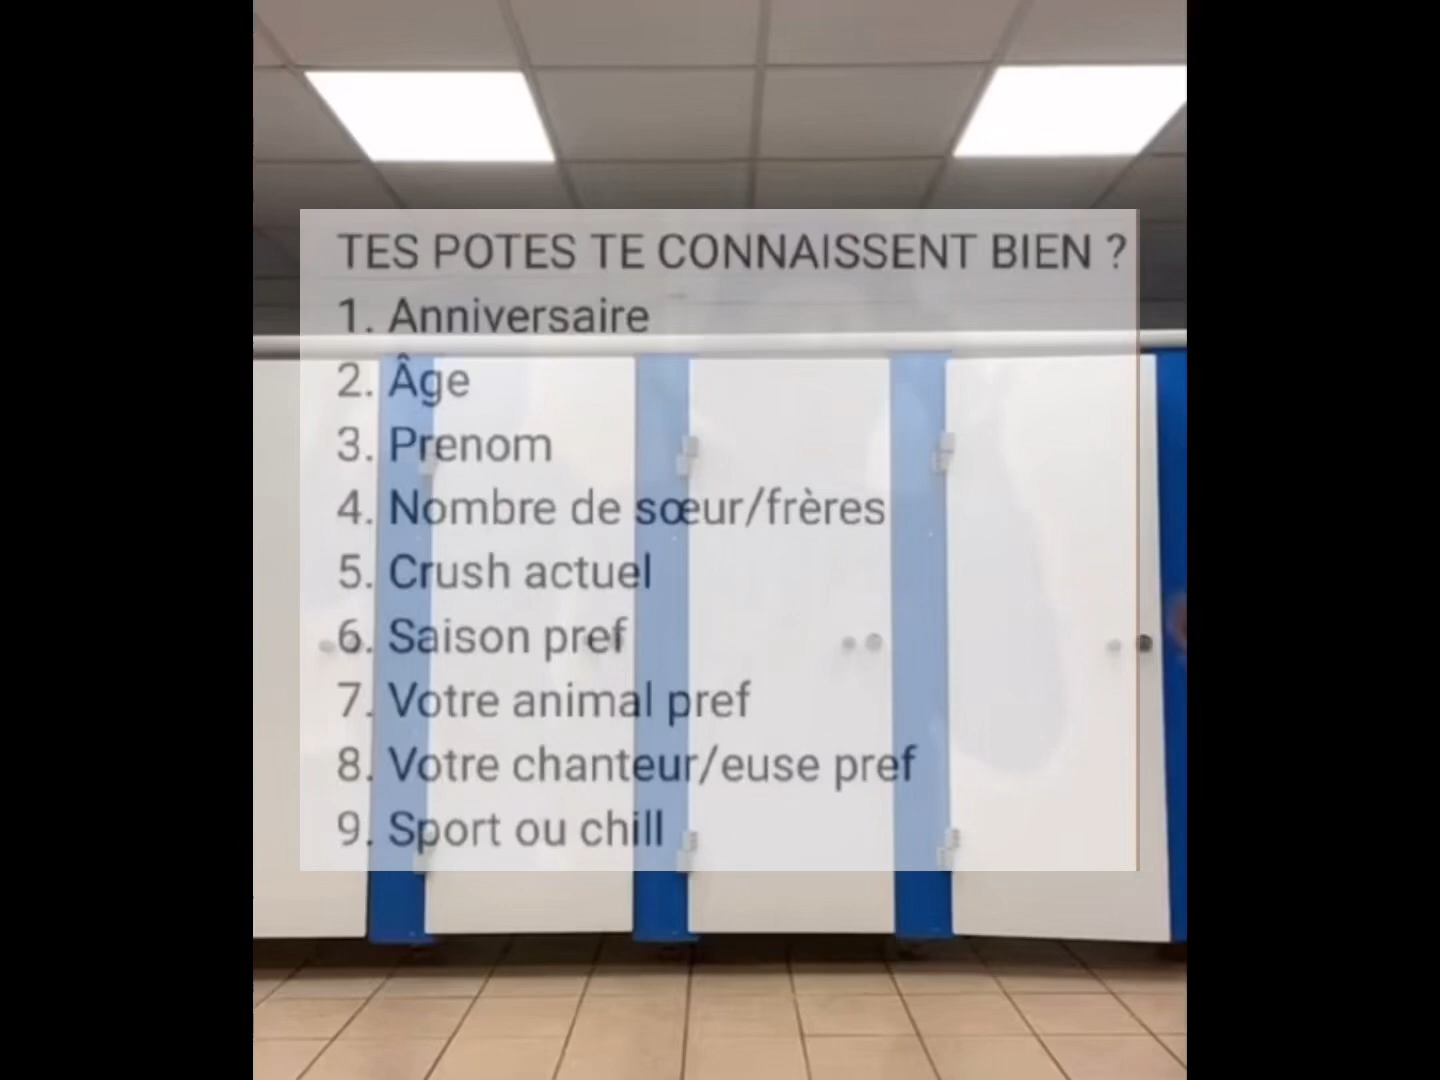 TES POTES TE CONNAISSENT BIEN ?
1. Anniversaire
2. Âge
3. Prenom
4. Nombre de sœur/frères
5. Crush actuel
6. Saison pref
7. Votre animal pref
8. Votre chanteur/euse pref
9. Sport ou chill